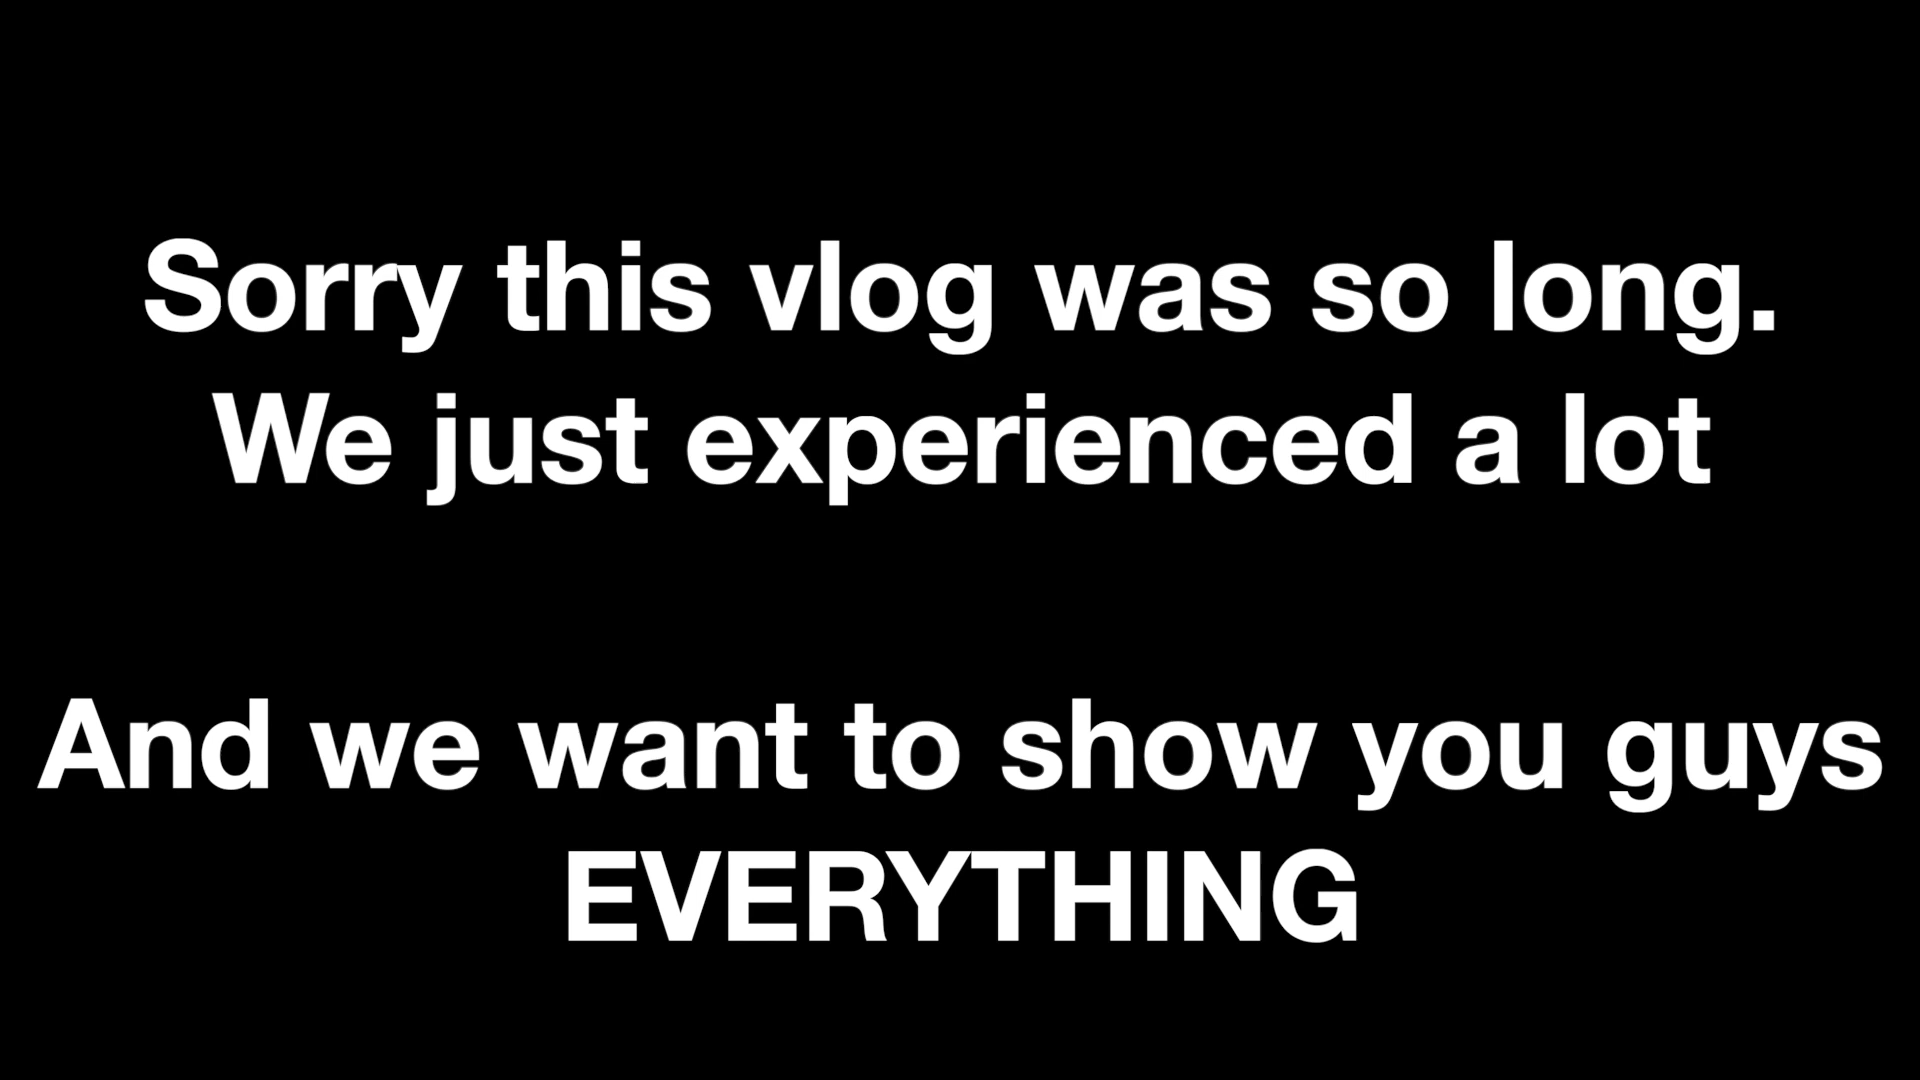 Sorry this vlog was so long.
We just experienced a lot
And we want to show you guys
EVERYTHING